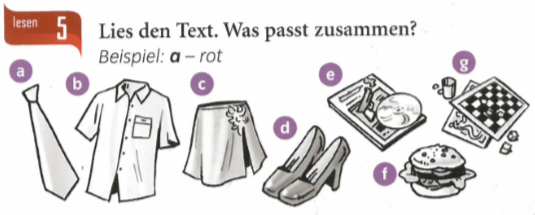 lesen
5
Lies den Text. Was passt zusammen?
Beispiel: a – rot
a
b
c
d
e
f
g